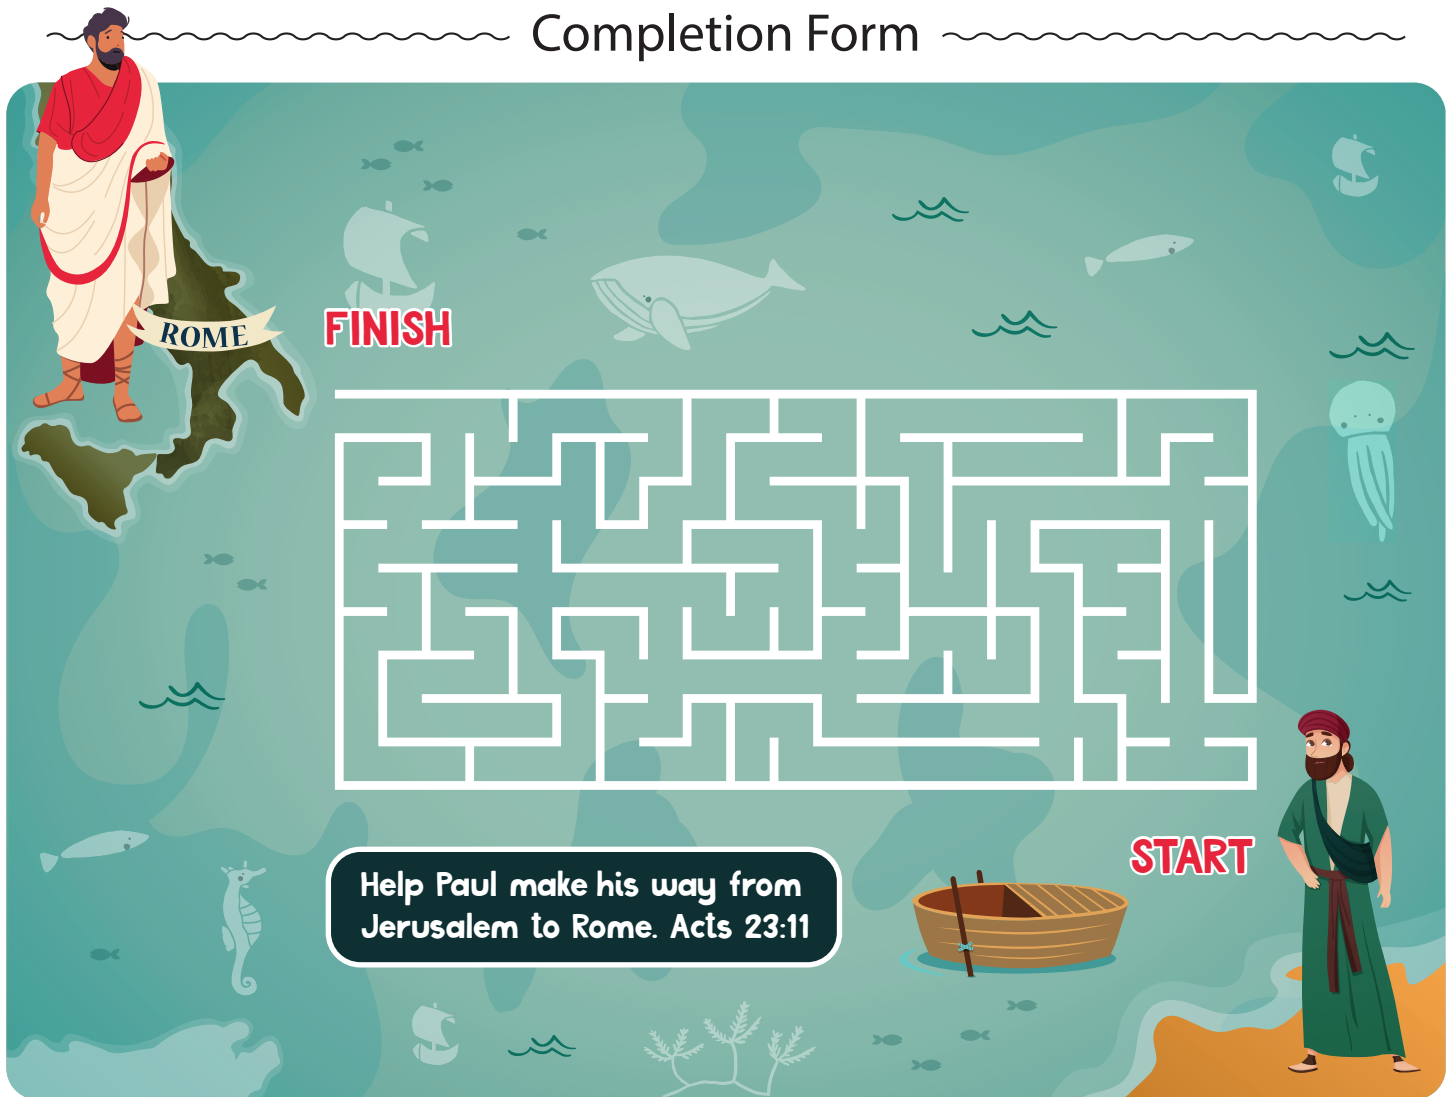 Completion Form
ROME
FINISH
START
Help Paul make his way from
Jerusalem to Rome. Acts 23:11